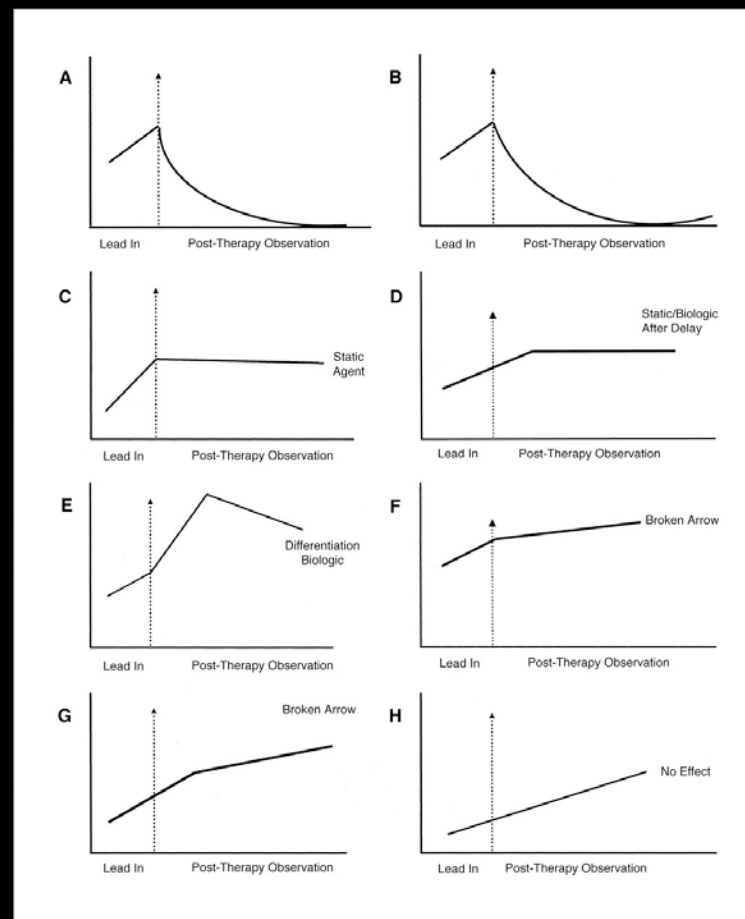 A
Lead In Post-Therapy Observation
B
Lead In Post-Therapy Observation
C
Static
Agent
Lead In Post-Therapy Observation
D
Static/Biologic
After Delay
Lead In Post-Therapy Observation
E
Differentiation
Biologic
Lead In Post-Therapy Observation
F
Broken Arrow
Lead In Post-Therapy Observation
G
Broken Arrow
Lead In Post-Therapy Observation
H
No Effect
Lead In Post-Therapy Observation